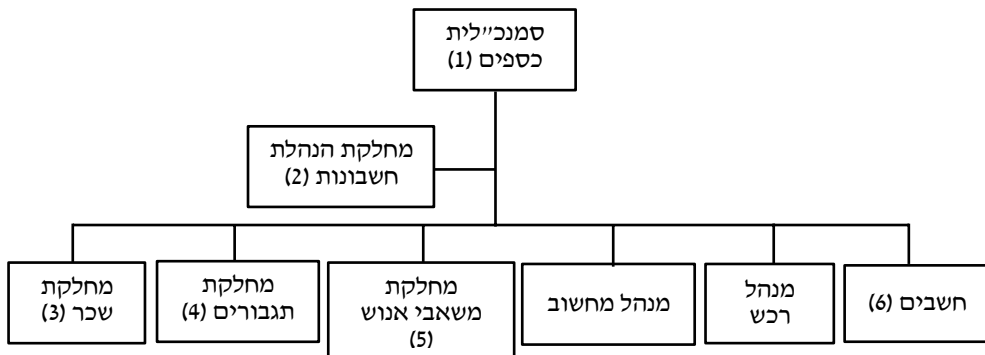 סמנכ״לית
כספים (1)
מחלקת הנהלת
חשבונות (2)
חשבים (6)
מנהל
רכש
מנהל מחשוב
מחלקת
משאבי אנוש
(5)
מחלקת
תגבורים (4)
מחלקת
שכר (3)